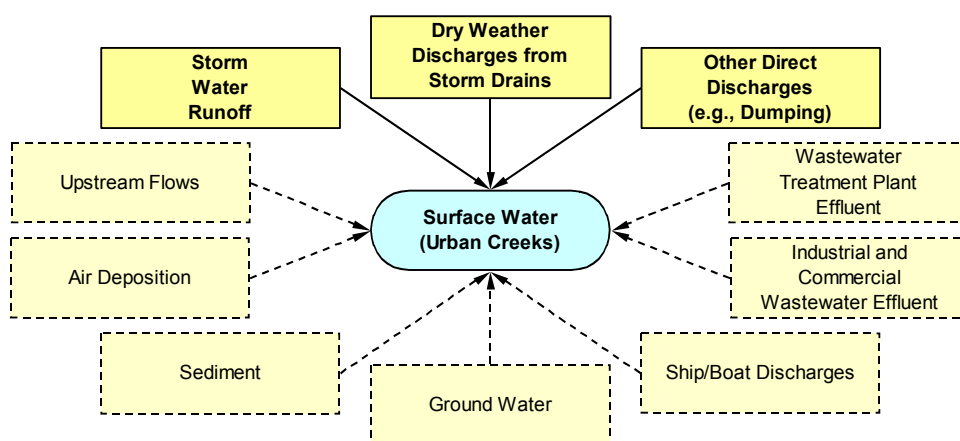 Storm
Water
Runoff
Dry Weather
Discharges from
Storm Drains
Other Direct
Discharges
(e.g., Dumping)
Upstream Flows
Air Deposition
Surface Water
(Urban Creeks)
Wastewater
Treatment Plant
Effluent
Industrial and
Commercial
Wastewater Effluent
Sediment
Ground Water
Ship/Boat Discharges